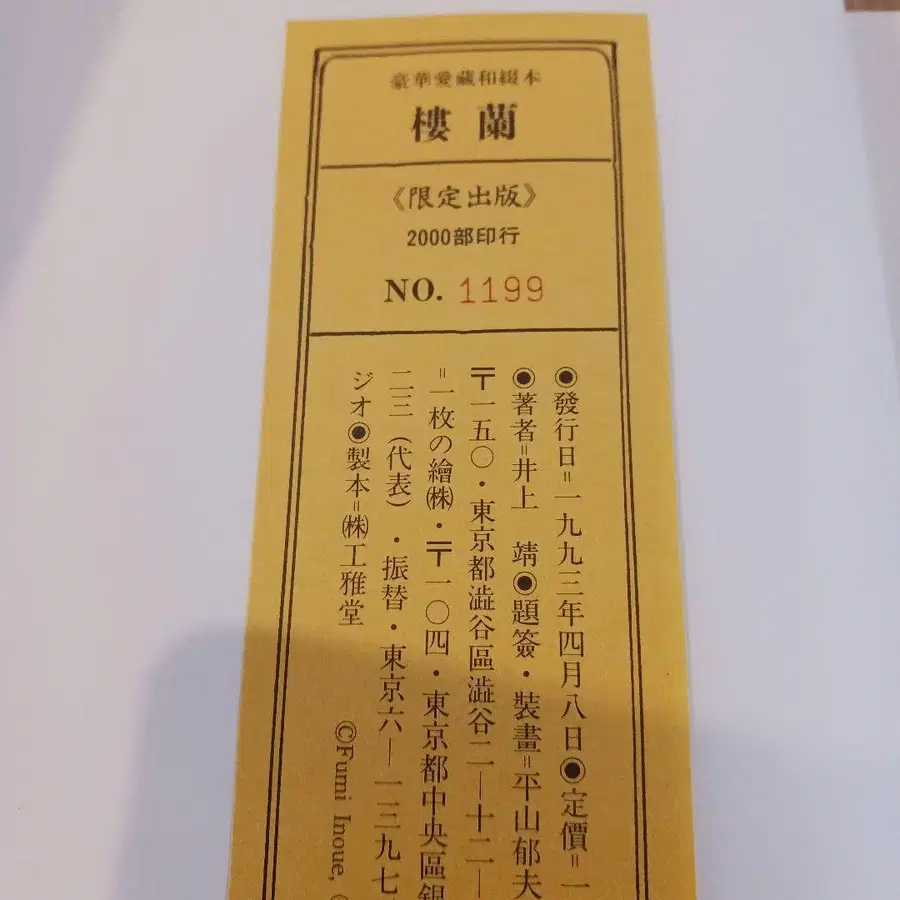 豪華愛藏和綴本
樓蘭
《限定出版》
2000部印行
NO. 1199
◉發行日=一九九三年四月八日◉定價=一
◉著者=井上 靖◉題簽・裝畫=平山郁夫
〒一五〇・東京都澁谷區澁谷二—十二—
=一枚の繪㈱・〒一〇四・東京都中央區銀
二三(代表)・振替・東京六—一三九七
ジオ◉製本=㈱工雅堂
©Fumi Inoue,